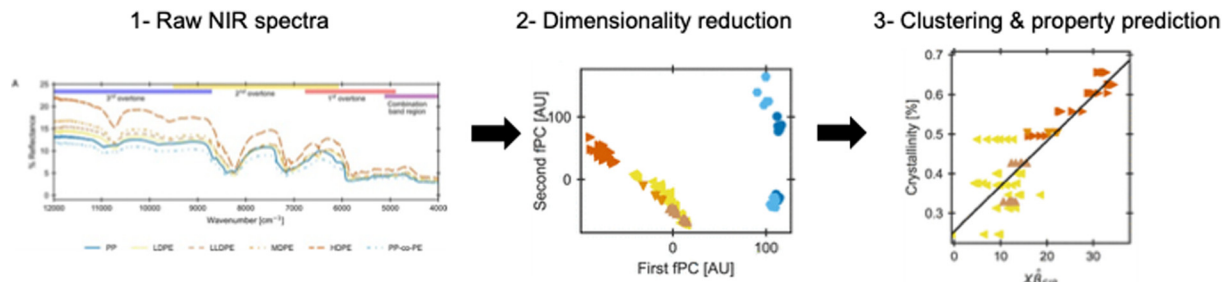 1- Raw NIR spectra
2- Dimensionality reduction
3- Clustering & property prediction
A
25
20
15
10
5
0
% Reflectance
3rd overtone
2nd overtone
1st overtone
Combination
band region
12000 11000 10000 9000 8000 7000 6000 5000 4000
Wavenumber [cm⁻¹]
PP LDPE LLDPE MDPE HDPE PP-co-PE
Second fPC [AU]
100
0
0 100
First fPC [AU]
Crystallinity [%]
0.7
0.6
0.5
0.4
0.3
0 10 20 30